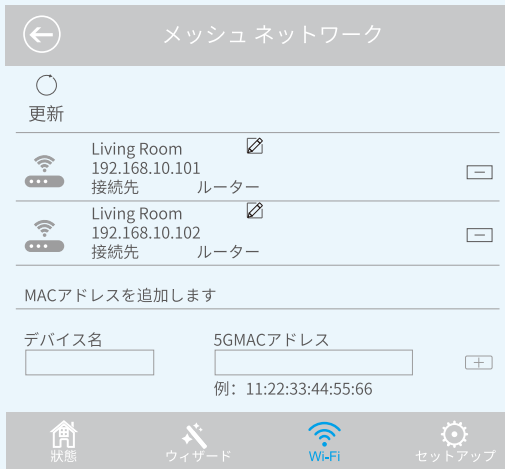 メッシュ ネットワーク
更新
Living Room
192.168.10.101
接続先 ルーター
Living Room
192.168.10.102
接続先 ルーター
MACアドレスを追加します
デバイス名 5GMACアドレス
例：11:22:33:44:55:66
狀態 ウィザード Wi-Fi セットアップ